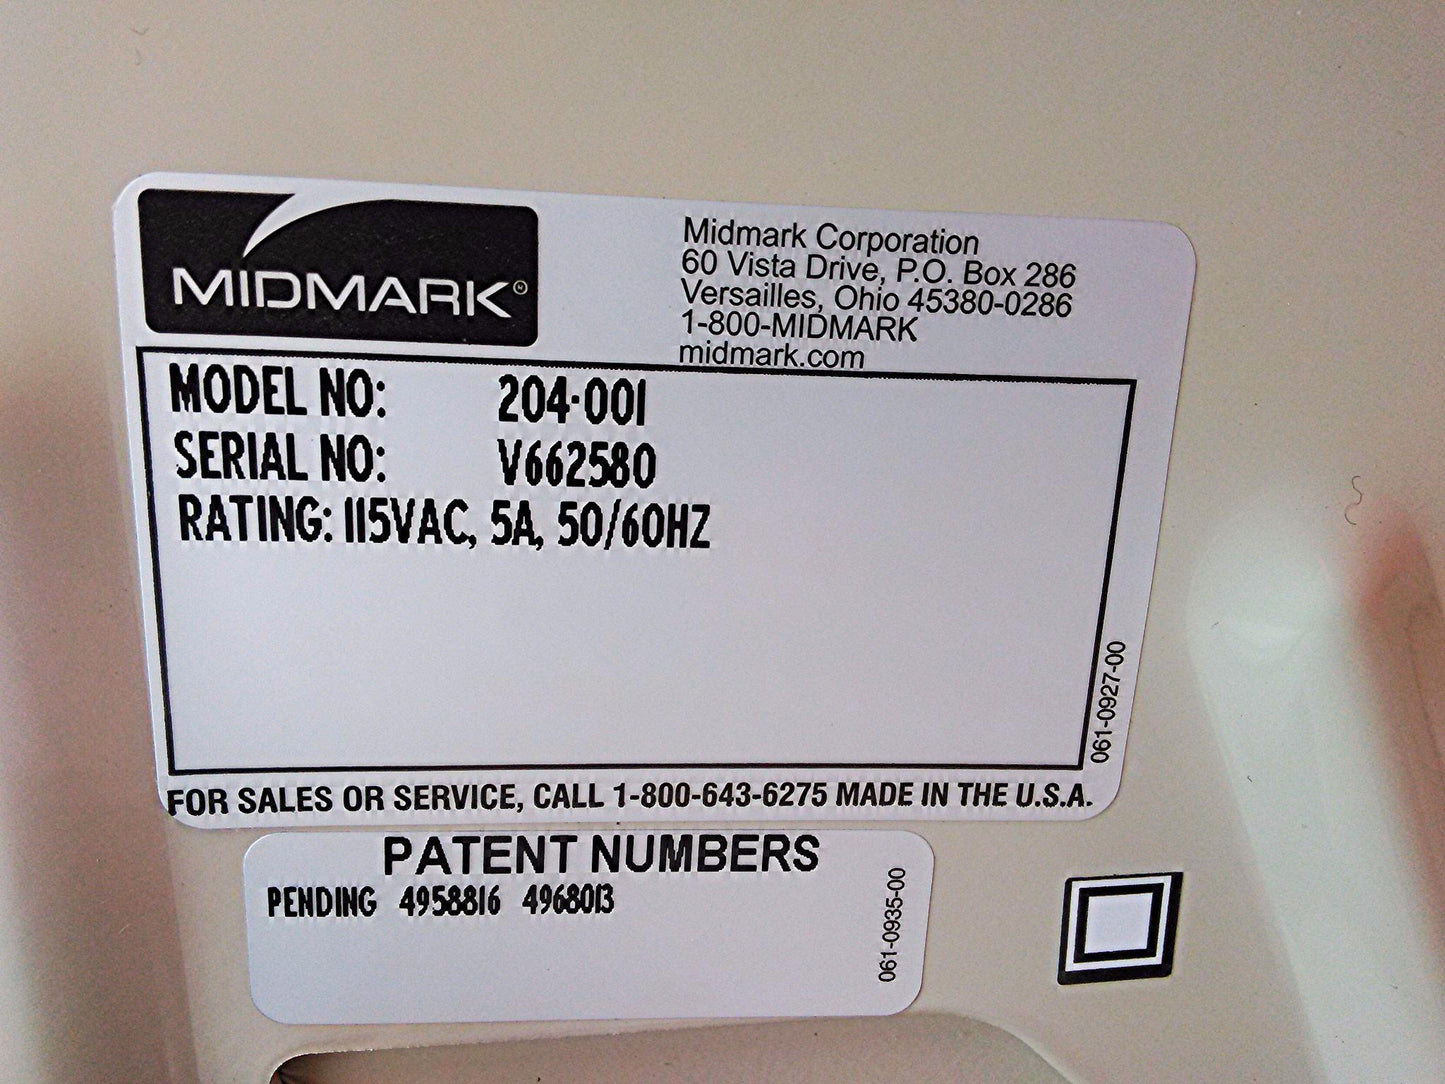 MIDMARK®
Midmark Corporation
60 Vista Drive, P.O. Box 286
Versailles, Ohio 45380-0286
1-800-MIDMARK
midmark.com
MODEL NO: 204-001
SERIAL NO: V662580
RATING: 115VAC, 5A, 50/60HZ
061-0927-00
FOR SALES OR SERVICE, CALL 1-800-643-6275 MADE IN THE U.S.A.
PATENT NUMBERS
PENDING 4958816 4968013
061-0935-00